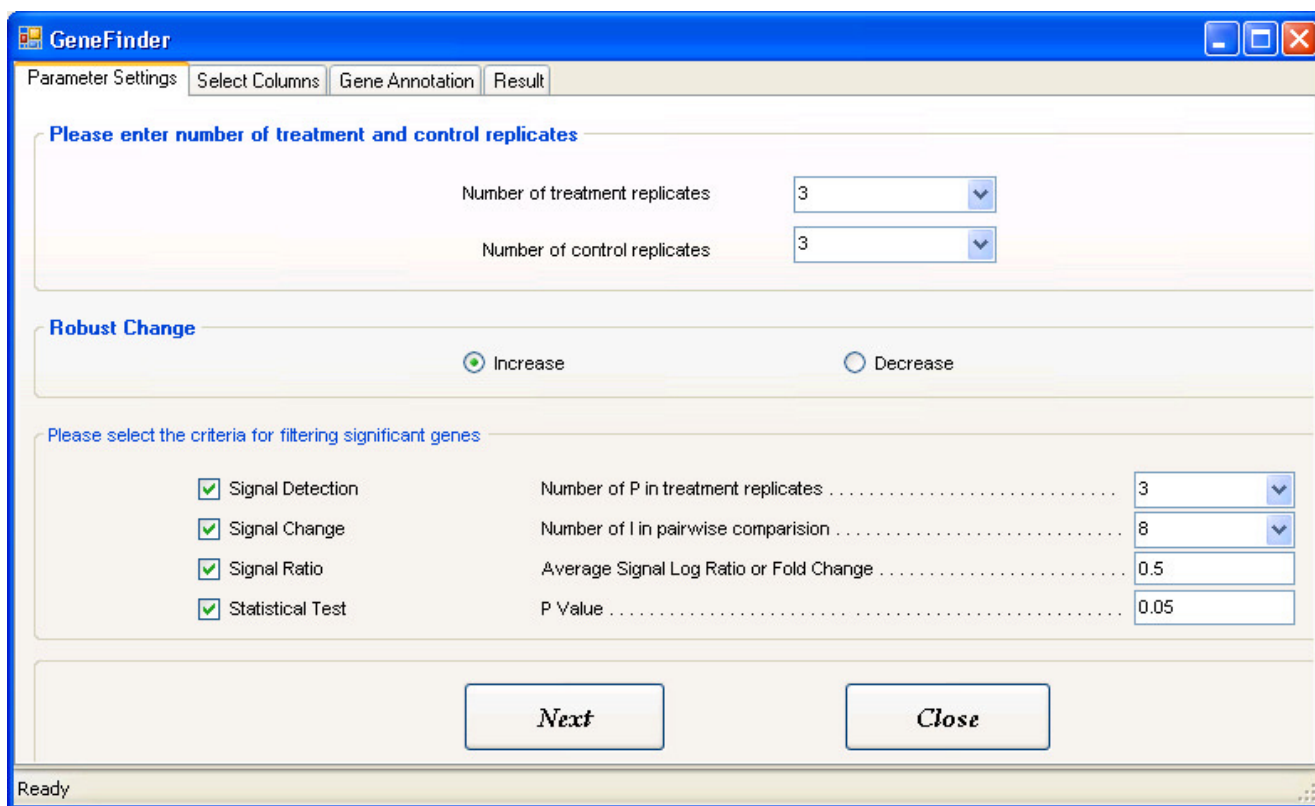 GeneFinder
Parameter Settings Select Columns Gene Annotation Result
Please enter number of treatment and control replicates
Number of treatment replicates 3
Number of control replicates 3
Robust Change
Increase Decrease
Please select the criteria for filtering significant genes
Signal Detection Number of P in treatment replicates . . . . . . . . . . . . . . . . . . . . . . . . . . . . 3
Signal Change Number of I in pairwise comparision . . . . . . . . . . . . . . . . . . . . . . . . . . . . 8
Signal Ratio Average Signal Log Ratio or Fold Change . . . . . . . . . . . . . . . . . . . . . . . . 0.5
Statistical Test P Value . . . . . . . . . . . . . . . . . . . . . . . . . . . . . . . . . . . . . . . . . . . . . . . . . . 0.05
Next Close
Ready